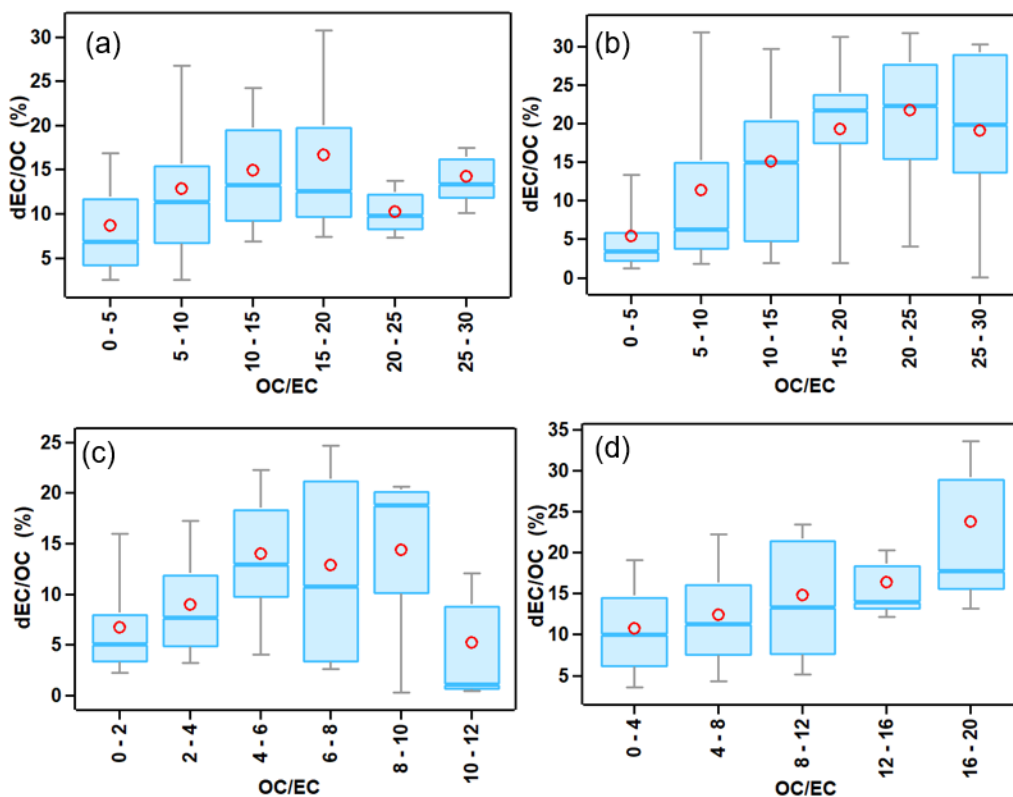 (a)
dEC/OC (%)
30
25
20
15
10
5
0 - 5
5 - 10
10 - 15
15 - 20
20 - 25
25 - 30
OC/EC
(b)
dEC/OC (%)
30
25
20
15
10
5
0
0 - 5
5 - 10
10 - 15
15 - 20
20 - 25
25 - 30
OC/EC
(c)
dEC/OC (%)
25
20
15
10
5
0
0 - 2
2 - 4
4 - 6
6 - 8
8 - 10
10 - 12
OC/EC
(d)
dEC/OC (%)
35
30
25
20
15
10
5
0 - 4
4 - 8
8 - 12
12 - 16
16 - 20
OC/EC